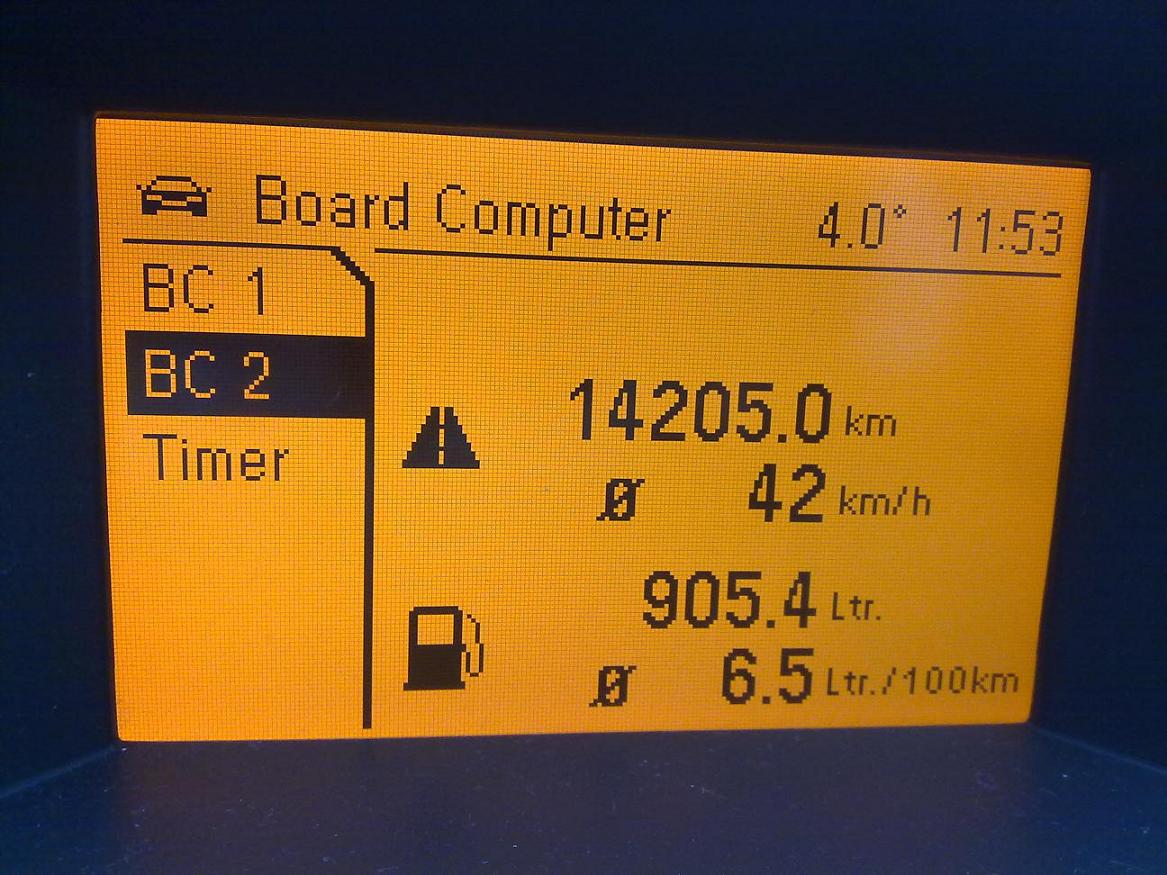 Board Computer 4.0° 11:53
BC 1
BC 2
Timer
14205.0 km
Ø 42 km/h
905.4 Ltr.
Ø 6.5 Ltr./100km